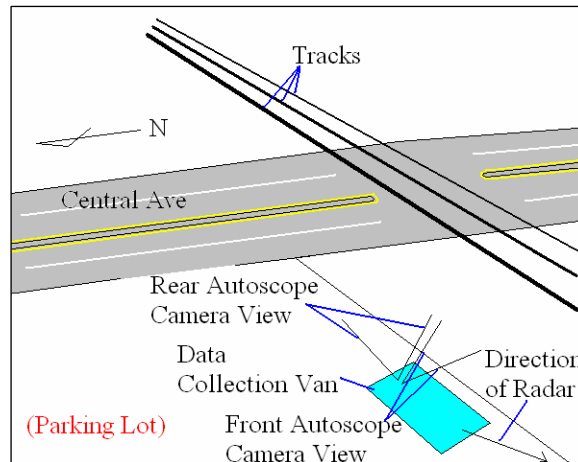 Tracks
N
Central Ave
Rear Autoscope
Camera View
Data
Collection Van
Direction
of Radar
(Parking Lot)
Front Autoscope
Camera View